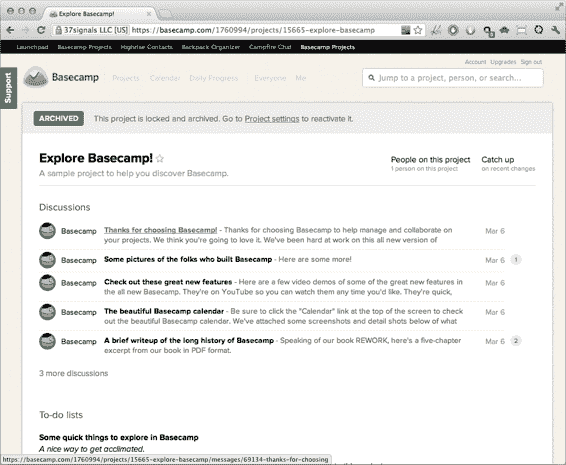 Explore Basecamp!
37signals LLC [US] https://basecamp.com/1760994/projects/15665-explore-basecamp
Launchpad Basecamp Projects Highrise Contacts Backpack Organizer Campfire Chat Basecamp Projects
Account Upgrades Sign out
Support
Basecamp Projects Calendar Daily Progress Everyone Me
Jump to a project, person, or search...
ARCHIVED This project is locked and archived. Go to Project settings to reactivate it.
Explore Basecamp!
A sample project to help you discover Basecamp.
People on this project
1 person on this project
Catch up
on recent changes
Discussions
Basecamp Thanks for choosing Basecamp! - Thanks for choosing Basecamp to help manage and collaborate on Mar 6
your projects. We think you're going to love it. We've been hard at work on this all new version of
Basecamp Some pictures of the folks who built Basecamp - Here are some more! Mar 6 1
Basecamp Check out these great new features - Here are a few video demos of some of the great new features in Mar 6
the all new Basecamp. They're on YouTube so you can watch them any time you'd like. They're quick,
Basecamp The beautiful Basecamp calendar - Be sure to click the "Calendar" link at the top of the screen to Mar 6
check out the beautiful Basecamp calendar. We've attached some screenshots and detail shots below of what
Basecamp A brief writeup of the long history of Basecamp - Speaking of our book REWORK, here's a five-chapter Mar 6 2
excerpt from our book in PDF format.
3 more discussions
To-do lists
Some quick things to explore in Basecamp
A nice way to get acclimated.
https://basecamp.com/1760994/projects/15665-explore-basecamp/messages/69134-thanks-for-choosing